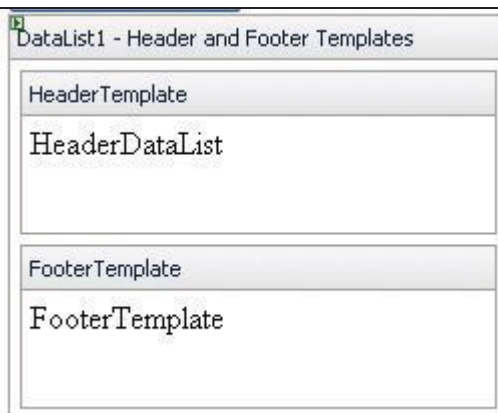 DataList1 - Header and Footer Templates
HeaderTemplate
HeaderDataList
FooterTemplate
FooterTemplate